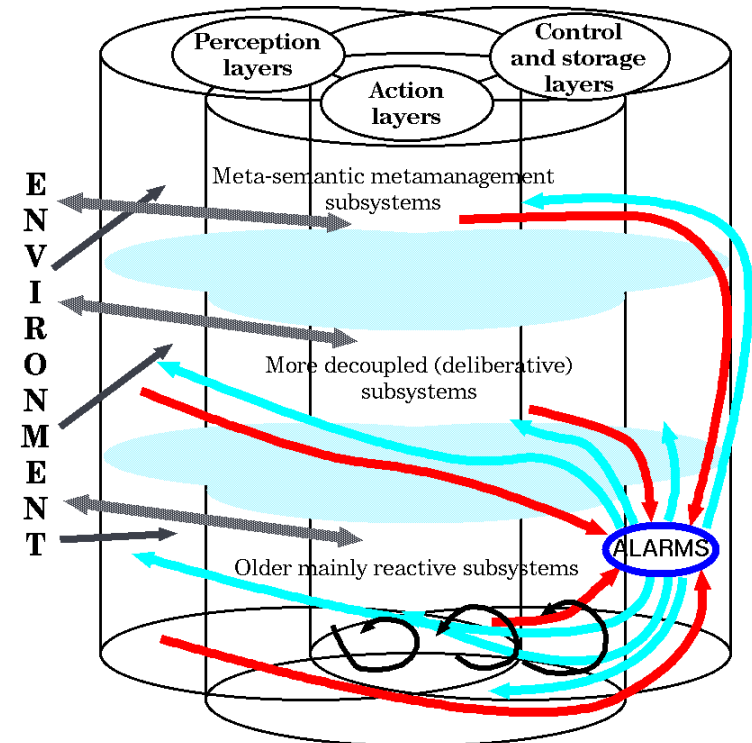 Perception
layers
Control
and storage
layers
Action
layers
ENVIRONMENT
Meta-semantic metamanagement
subsystems
More decoupled (deliberative)
subsystems
ALARMS
Older mainly reactive subsystems